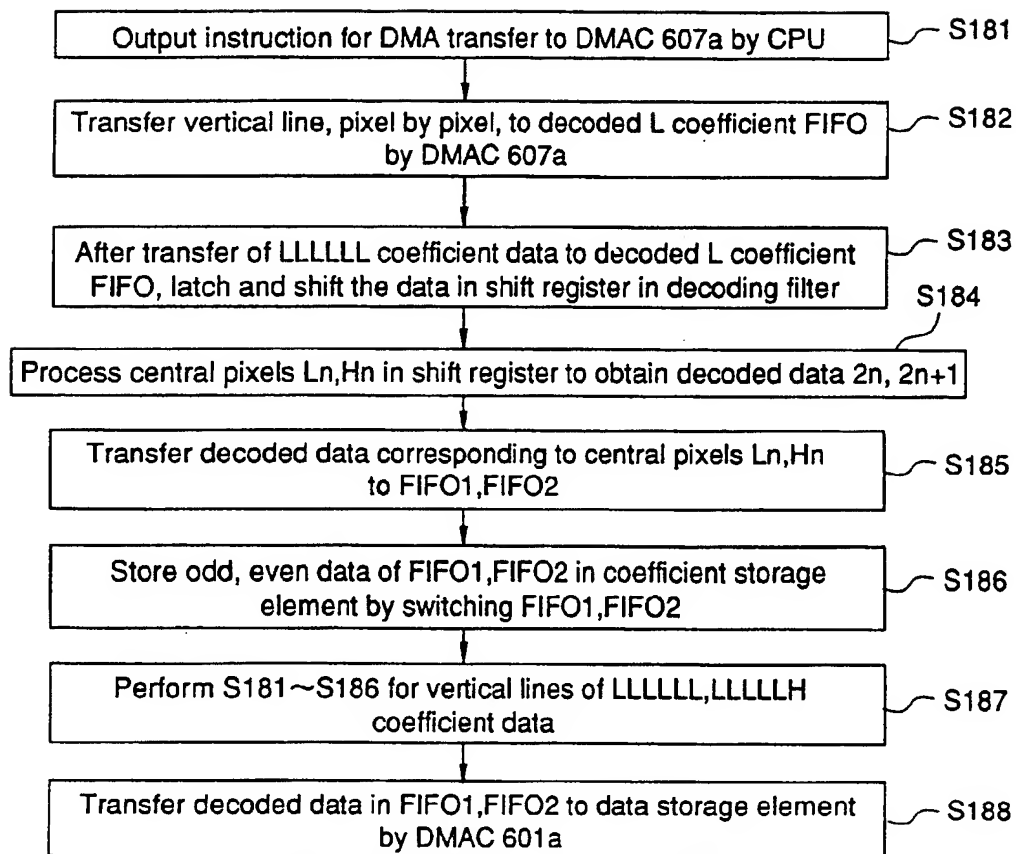 Output instruction for DMA transfer to DMAC 607a by CPU
S181
Transfer vertical line, pixel by pixel, to decoded L coefficient FIFO
by DMAC 607a
S182
After transfer of LLLLLL coefficient data to decoded L coefficient
FIFO, latch and shift the data in shift register in decoding filter
S183
S184
Process central pixels Ln,Hn in shift register to obtain decoded data 2n, 2n+1
Transfer decoded data corresponding to central pixels Ln,Hn
to FIFO1,FIFO2
S185
Store odd, even data of FIFO1,FIFO2 in coefficient storage
element by switching FIFO1,FIFO2
S186
Perform S181~S186 for vertical lines of LLLLLL,LLLLLH
coefficient data
S187
Transfer decoded data in FIFO1,FIFO2 to data storage element
by DMAC 601a
S188